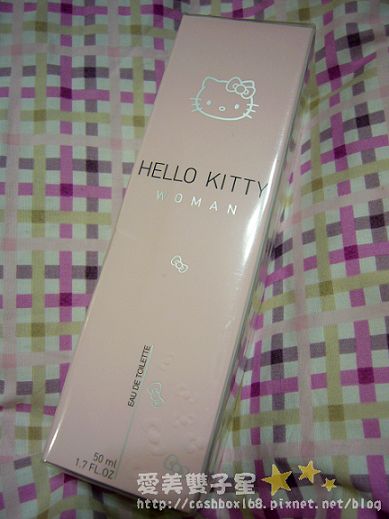 HELLO KITTY
WOMAN
EAU DE TOILETTE
50 ml
1.7 FL.OZ
愛美雙子星
http://coshbox168.pixnet.net/blog